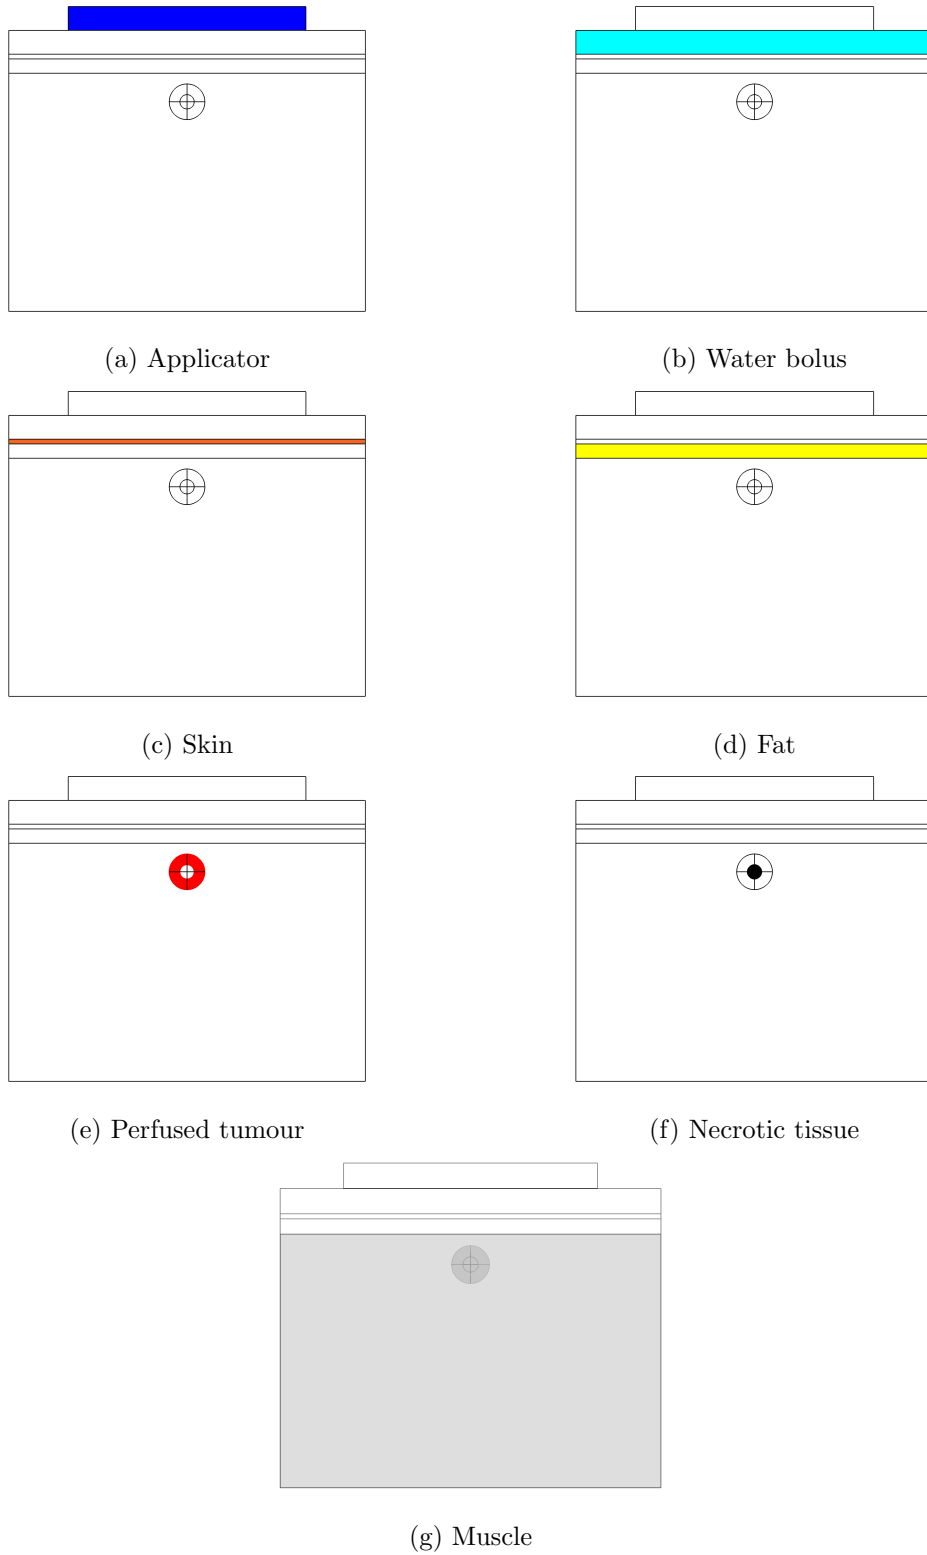 (a) Applicator
(b) Water bolus
(c) Skin
(d) Fat
(e) Perfused tumour
(f) Necrotic tissue
(g) Muscle